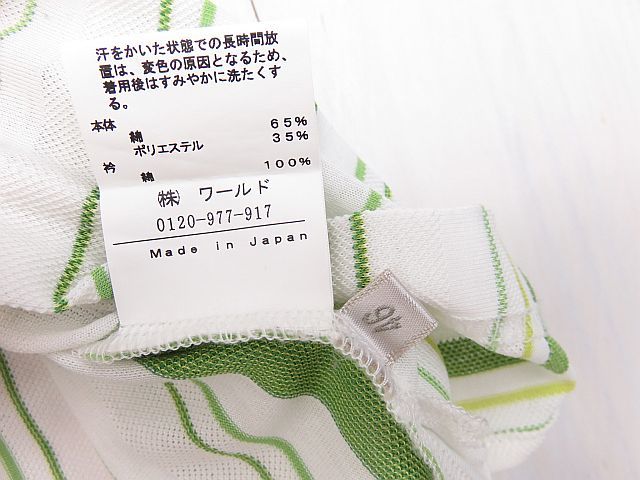 汗をかいた状態での長時間放
置は、変色の原因となるため、
着用後はすみやかに洗たくす
る。
本体
綿 65%
ポリエステル 35%
衿
綿 100%
㈱ ワールド
0120-977-917
Made in Japan